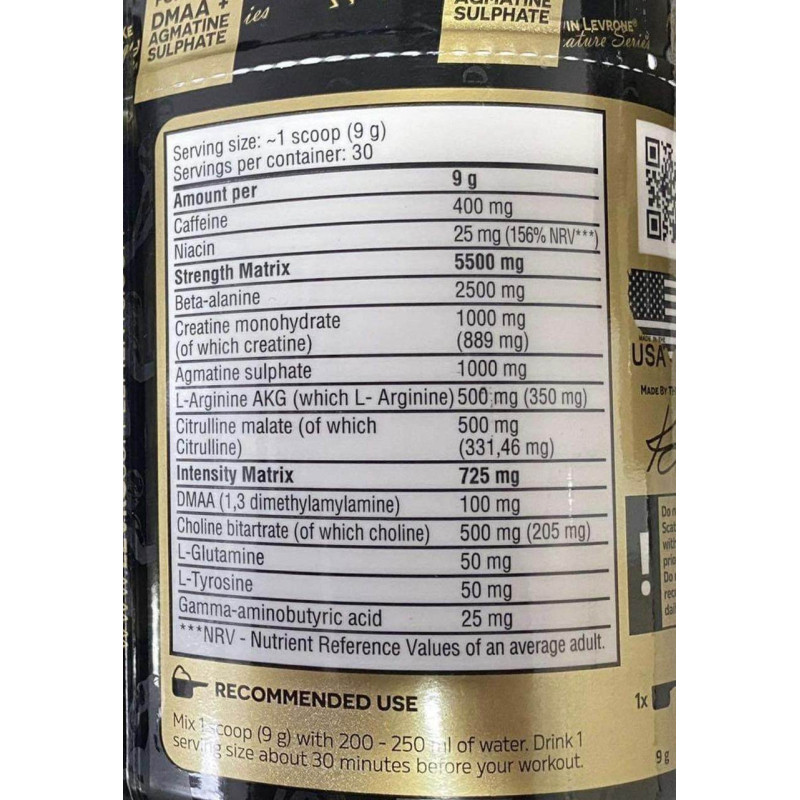 DMAA +
AGMATINE
SULPHATE
ies
AGMATINE
SULPHATE
LEVRONE®
Series
Serving size: ~1 scoop (9 g)
Servings per container: 30
Amount per 9 g
Caffeine 400 mg
Niacin 25 mg (156% NRV***)
Strength Matrix 5500 mg
Beta-alanine 2500 mg
Creatine monohydrate 1000 mg
(of which creatine) (889 mg)
Agmatine sulphate 1000 mg
L-Arginine AKG (which L- Arginine) 500 mg (350 mg)
Citrulline malate (of which 500 mg
Citrulline) (331,46 mg)
Intensity Matrix 725 mg
DMAA (1,3 dimethylamylamine) 100 mg
Choline bitartrate (of which choline) 500 mg (205 mg)
L-Glutamine 50 mg
L-Tyrosine 50 mg
Gamma-aminobutyric acid 25 mg
***NRV - Nutrient Reference Values of an average adult.
RECOMMENDED USE
Mix 1 scoop (9 g) with 200 - 250 ml of water. Drink 1
serving size about 30 minutes before your workout.
USA
MADE BY
!
1x
9 g